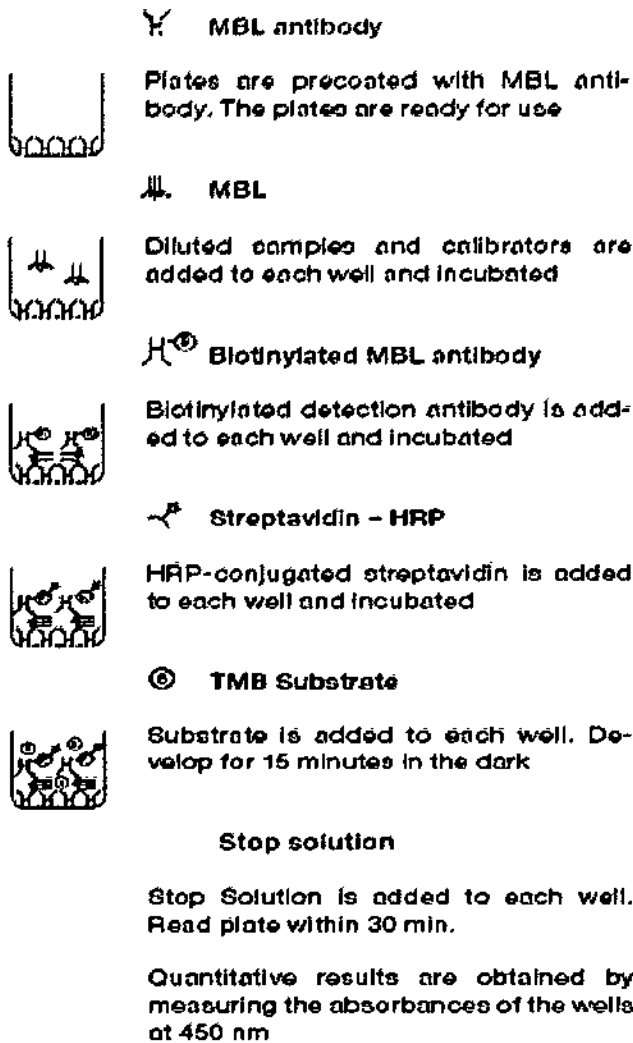 MBL antibody
Plates are precoated with MBL anti-
body. The plates are ready for use
MBL
Diluted samples and calibrators are
added to each well and incubated
Biotinylated MBL antibody
Biotinylated detection antibody is add-
ed to each well and incubated
Streptavidin – HRP
HRP-conjugated streptavidin is added
to each well and incubated
TMB Substrate
Substrate is added to each well. De-
velop for 15 minutes in the dark
Stop solution
Stop Solution is added to each well.
Read plate within 30 min.
Quantitative results are obtained by
measuring the absorbances of the wells
at 450 nm